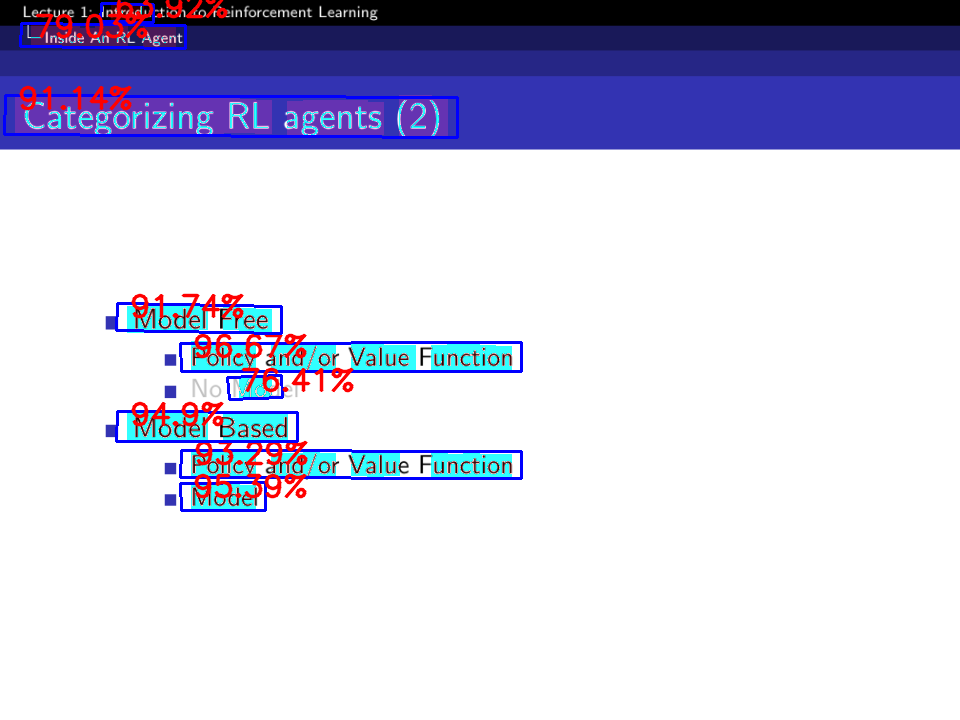 Lecture 1: Introduction to Reinforcement Learning
63.92%
79.03%
Inside An RL Agent
91.14%
Categorizing RL agents (2)
91.74%
Model Free
96.67%
Policy and/or Value Function
76.41%
No Model
94.9%
Model Based
93.29%
Policy and/or Value Function
95.39%
Model